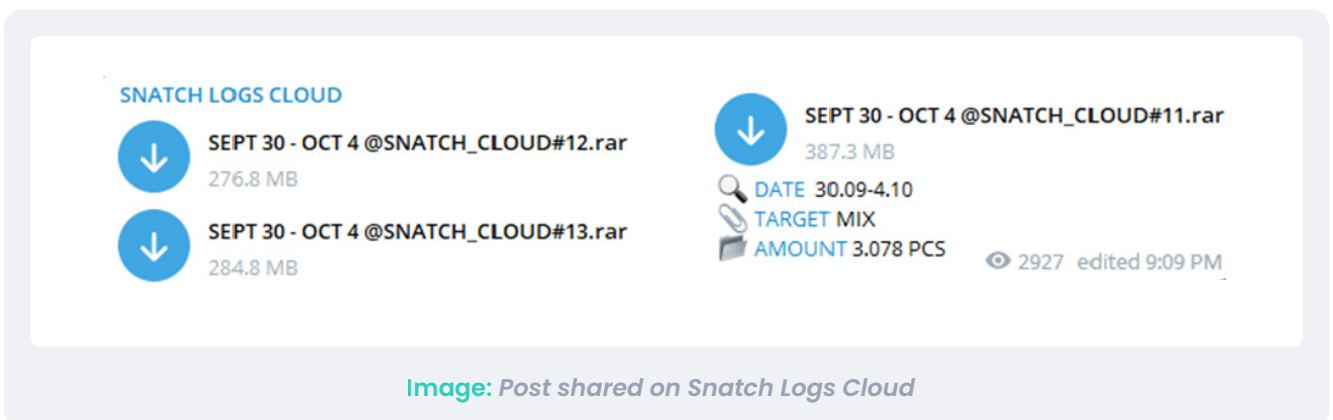 SNATCH LOGS CLOUD
SEPT 30 - OCT 4 @SNATCH_CLOUD#12.rar
276.8 MB
SEPT 30 - OCT 4 @SNATCH_CLOUD#13.rar
284.8 MB
SEPT 30 - OCT 4 @SNATCH_CLOUD#11.rar
387.3 MB
DATE 30.09-4.10
TARGET MIX
AMOUNT 3.078 PCS
2927 edited 9:09 PM
Image: Post shared on Snatch Logs Cloud